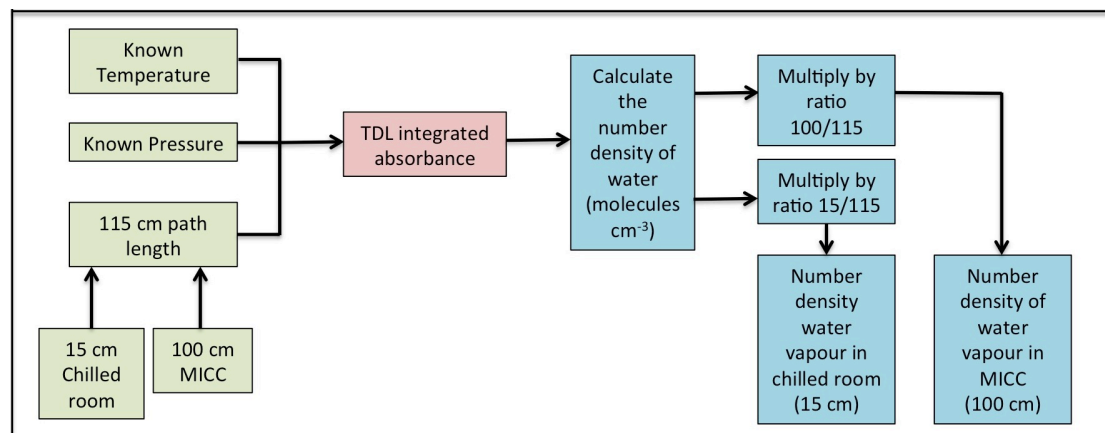 Known
Temperature
Known Pressure
115 cm path
length
15 cm
Chilled
room
100 cm
MICC
TDL integrated
absorbance
Calculate
the
number
density of
water
(molecules
cm⁻³)
Multiply by
ratio
100/115
Multiply by
ratio 15/115
Number
density
water
vapour in
chilled room
(15 cm)
Number
density of
water
vapour in
MICC
(100 cm)